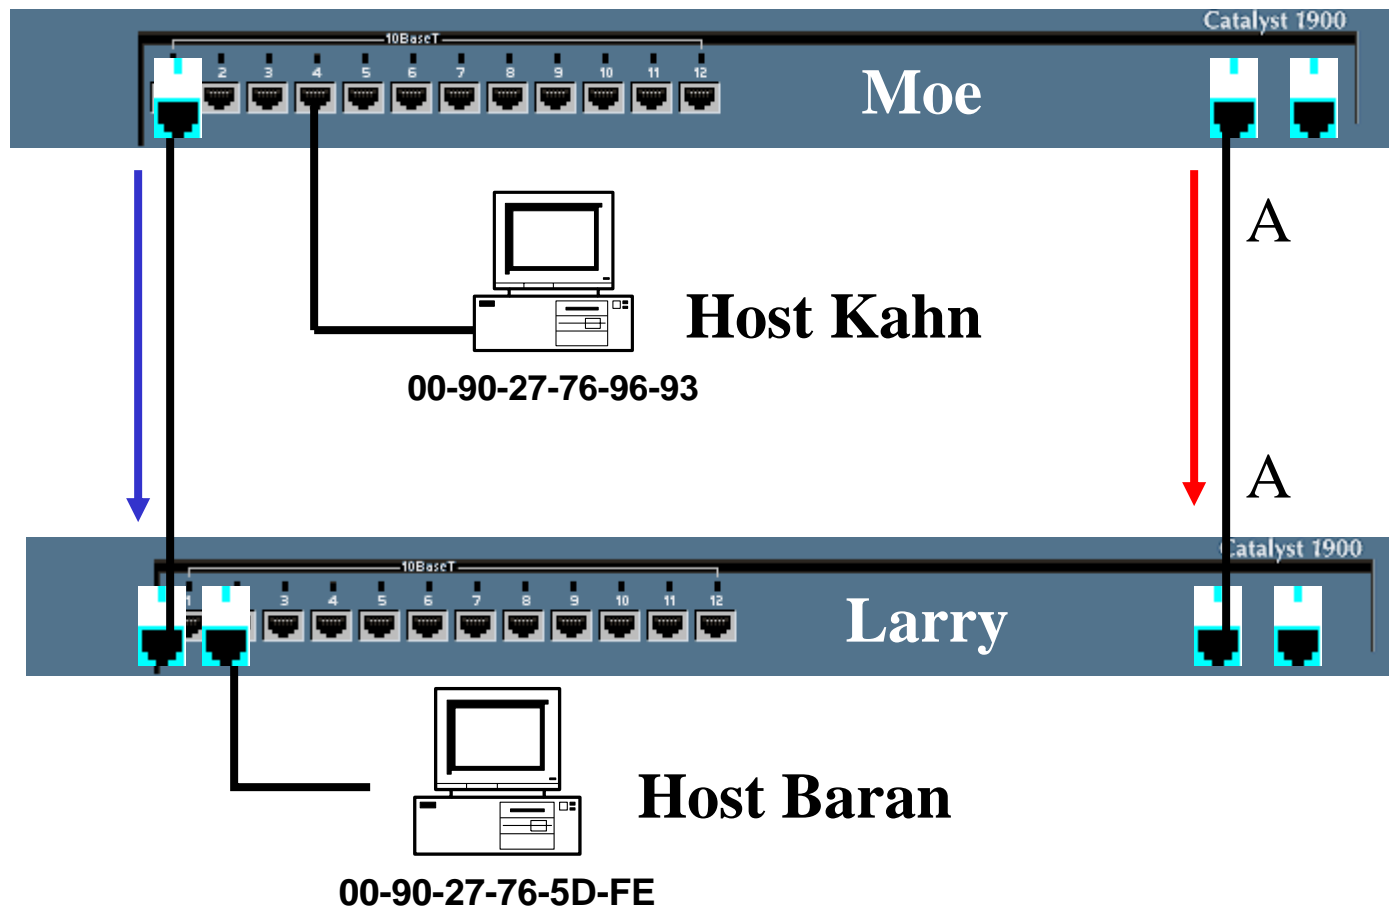 Catalyst 1900
10BaseT
2 3 4 5 6 7 8 9 10 11 12
Moe
A
Host Kahn
00-90-27-76-96-93
A
Catalyst 1900
10BaseT
1 3 4 5 6 7 8 9 10 11 12
Larry
Host Baran
00-90-27-76-5D-FE